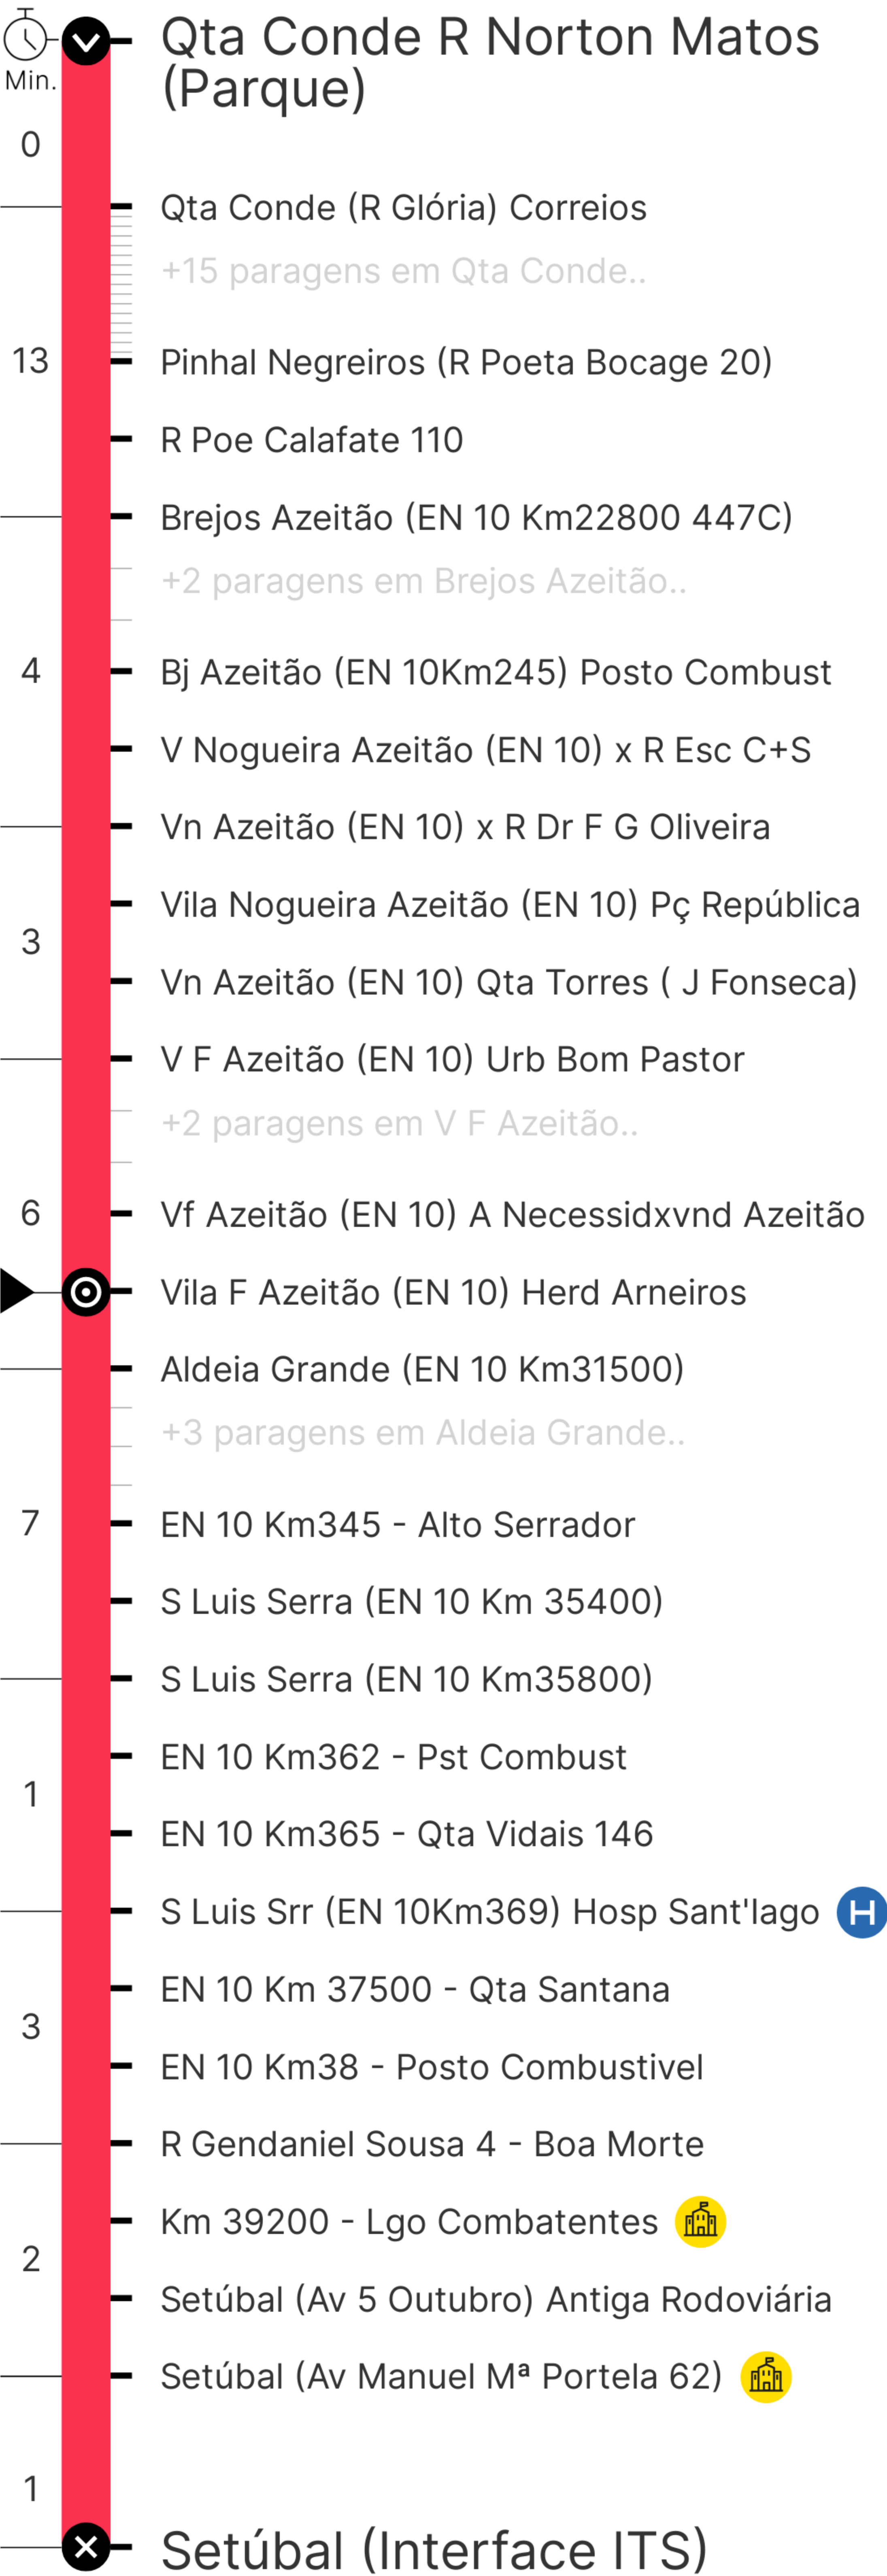 Qta Conde R Norton Matos
(Parque)
Min.
0
Qta Conde (R Glória) Correios
+15 paragens em Qta Conde..
13
Pinhal Negreiros (R Poeta Bocage 20)
R Poe Calafate 110
Brejos Azeitão (EN 10 Km22800 447C)
+2 paragens em Brejos Azeitão..
4
Bj Azeitão (EN 10Km245) Posto Combust
V Nogueira Azeitão (EN 10) x R Esc C+S
Vn Azeitão (EN 10) x R Dr F G Oliveira
Vila Nogueira Azeitão (EN 10) Pç República
3
Vn Azeitão (EN 10) Qta Torres ( J Fonseca)
V F Azeitão (EN 10) Urb Bom Pastor
+2 paragens em V F Azeitão..
6
Vf Azeitão (EN 10) A Necessidxvnd Azeitão
Vila F Azeitão (EN 10) Herd Arneiros
Aldeia Grande (EN 10 Km31500)
+3 paragens em Aldeia Grande..
7
EN 10 Km345 - Alto Serrador
S Luis Serra (EN 10 Km 35400)
S Luis Serra (EN 10 Km35800)
EN 10 Km362 - Pst Combust
1
EN 10 Km365 - Qta Vidais 146
S Luis Srr (EN 10Km369) Hosp Sant'Iago
H
EN 10 Km 37500 - Qta Santana
3
EN 10 Km38 - Posto Combustivel
R Gendaniel Sousa 4 - Boa Morte
Km 39200 - Lgo Combatentes
2
Setúbal (Av 5 Outubro) Antiga Rodoviária
Setúbal (Av Manuel Mª Portela 62)
1
Setúbal (Interface ITS)